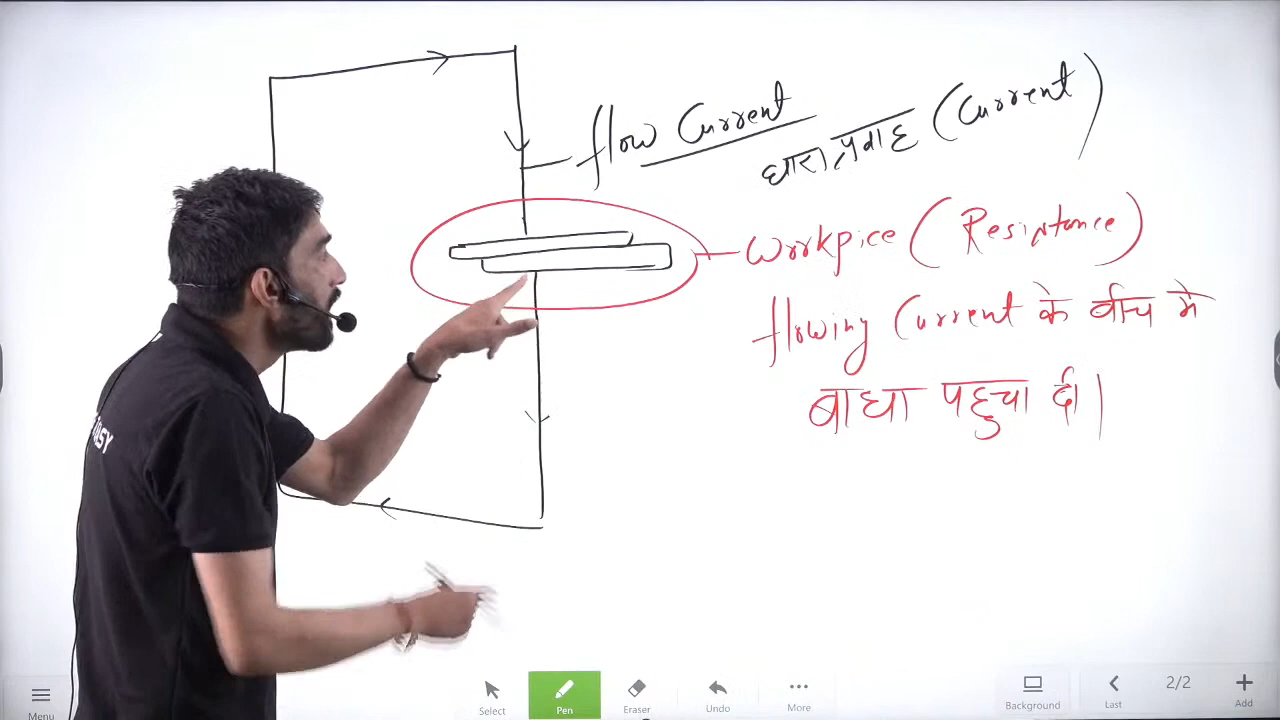 flow Current
धारा प्रवाह (Current)
Workpice (Resistance)
flowing Current के बीच मे
बाधा पहुचा दी।
ASY
Menu
Select
Pen
Eraser
Undo
More
Background
Last
2/2
Add